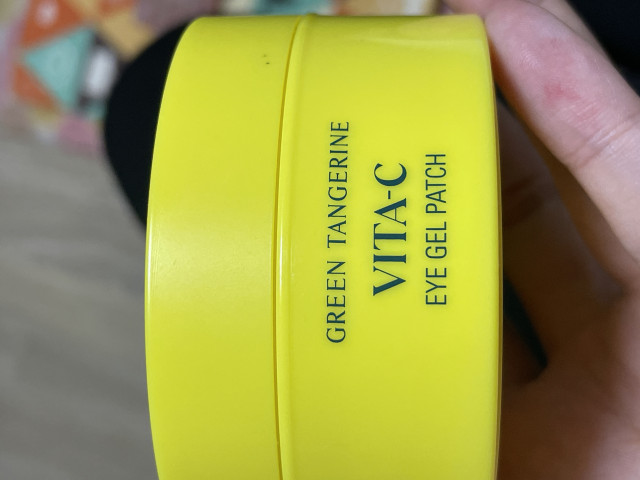 GREEN TANGERINE
VITA-C
EYE GEL PATCH